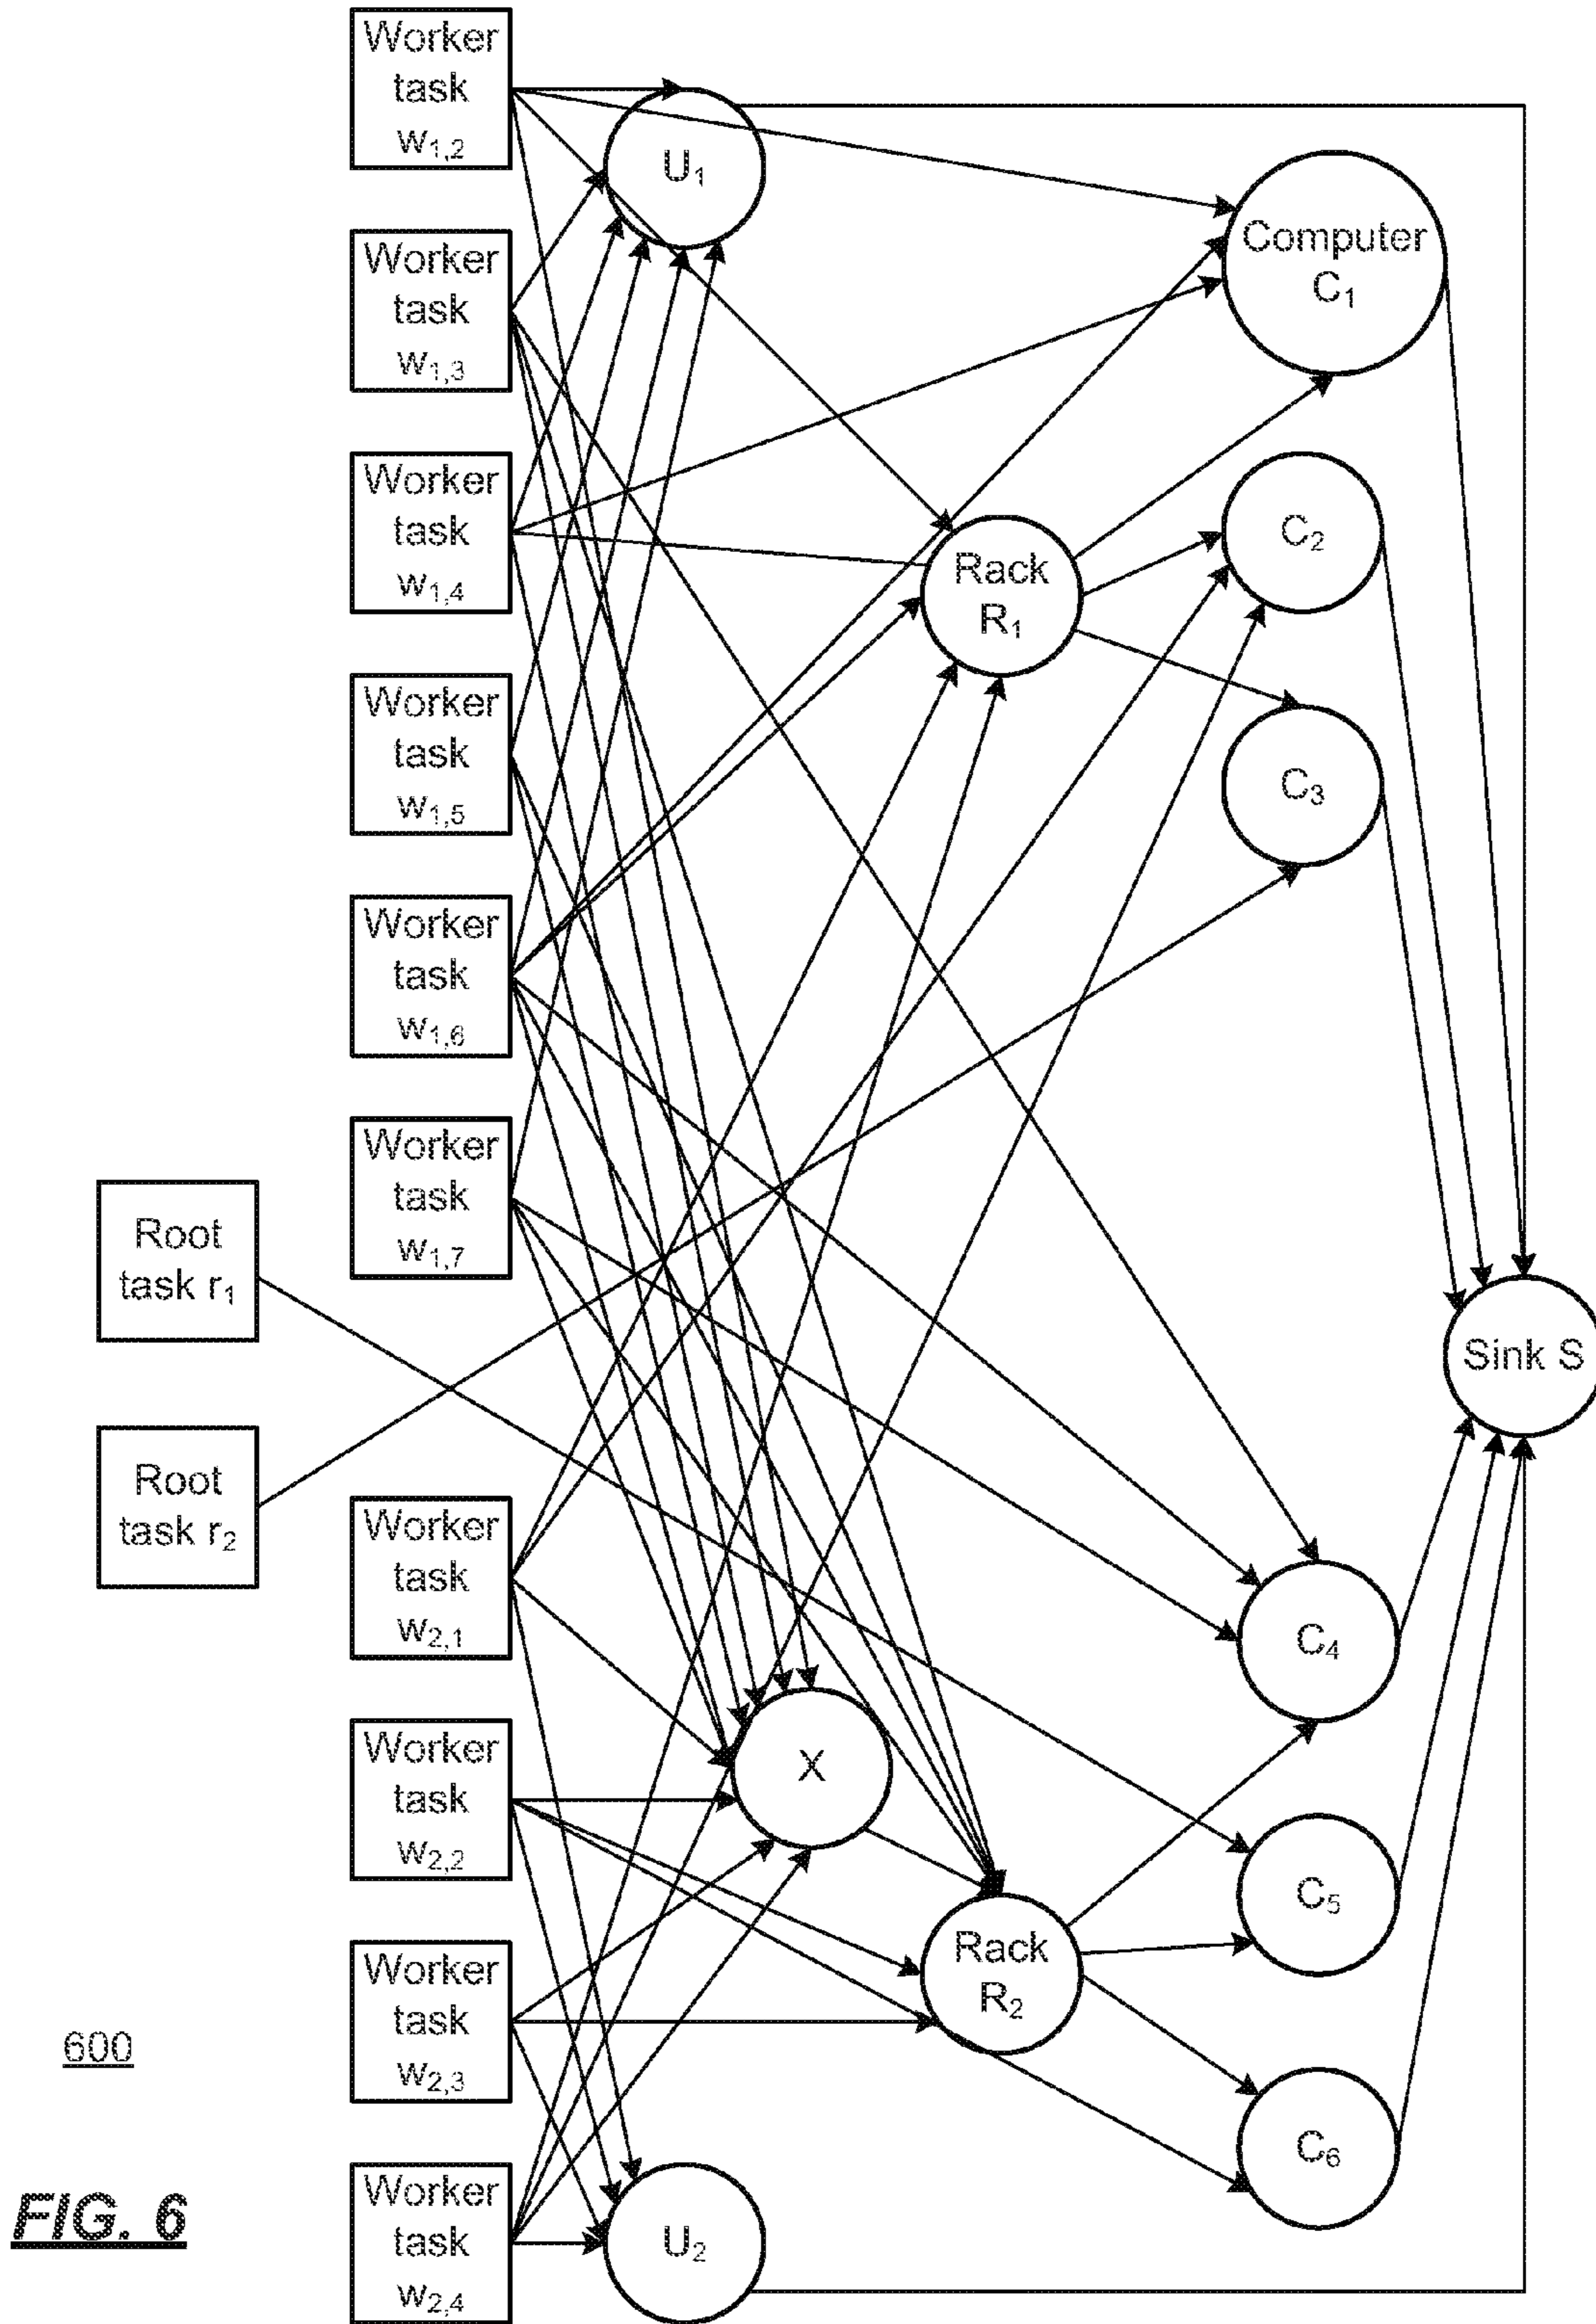 Worker
task
w1,2
U1
Worker
task
w1,3
Computer
C1
Worker
task
w1,4
C2
Rack
R1
Worker
task
w1,5
C3
Worker
task
w1,6
Worker
task
w1,7
Root
task r1
Sink S
Root
task r2
Worker
task
w2,1
C4
Worker
task
w2,2
X
C5
Rack
R2
Worker
task
w2,3
600
C6
Worker
task
w2,4
U2
FIG. 6